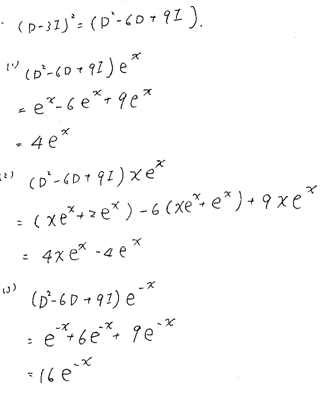 (D-3I)² = (D²-6D+9I).
(1) (D²-6D+9I)eˣ
= eˣ-6eˣ+9eˣ
= 4eˣ
(2) (D²-6D+9I)xeˣ
= (xeˣ+2eˣ)-6(xeˣ+eˣ)+9xeˣ
= 4xeˣ-4eˣ
(3) (D²-6D+9I)e⁻ˣ
= e⁻ˣ+6e⁻ˣ+9e⁻ˣ
= 16e⁻ˣ